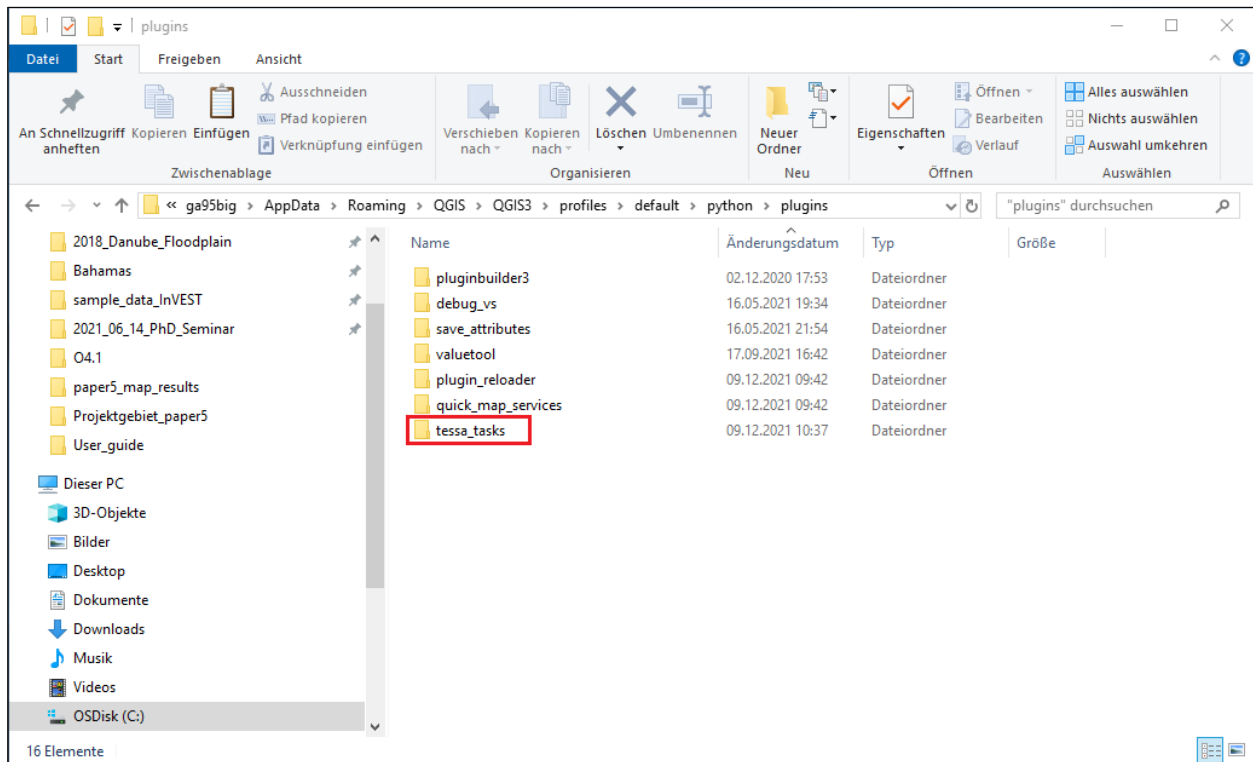 plugins
Datei Start Freigeben Ansicht
An Schnellzugriff anheften
Kopieren
Einfügen
Ausschneiden
Pfad kopieren
Verknüpfung einfügen
Zwischenablage
Verschieben nach
Kopieren nach
Löschen
Umbenennen
Organisieren
Neuer Ordner
Neu
Eigenschaften
Öffnen
Bearbeiten
Verlauf
Öffnen
Alles auswählen
Nichts auswählen
Auswahl umkehren
Auswählen
« ga95big › AppData › Roaming › QGIS › QGIS3 › profiles › default › python › plugins
"plugins" durchsuchen
2018_Danube_Floodplain
Bahamas
sample_data_InVEST
2021_06_14_PhD_Seminar
O4.1
paper5_map_results
Projektgebiet_paper5
User_guide
Dieser PC
3D-Objekte
Bilder
Desktop
Dokumente
Downloads
Musik
Videos
OSDisk (C:)
Name Änderungsdatum Typ Größe
pluginbuilder3 02.12.2020 17:53 Dateiordner
debug_vs 16.05.2021 19:34 Dateiordner
save_attributes 16.05.2021 21:54 Dateiordner
valuetool 17.09.2021 16:42 Dateiordner
plugin_reloader 09.12.2021 09:42 Dateiordner
quick_map_services 09.12.2021 09:42 Dateiordner
tessa_tasks 09.12.2021 10:37 Dateiordner
16 Elemente